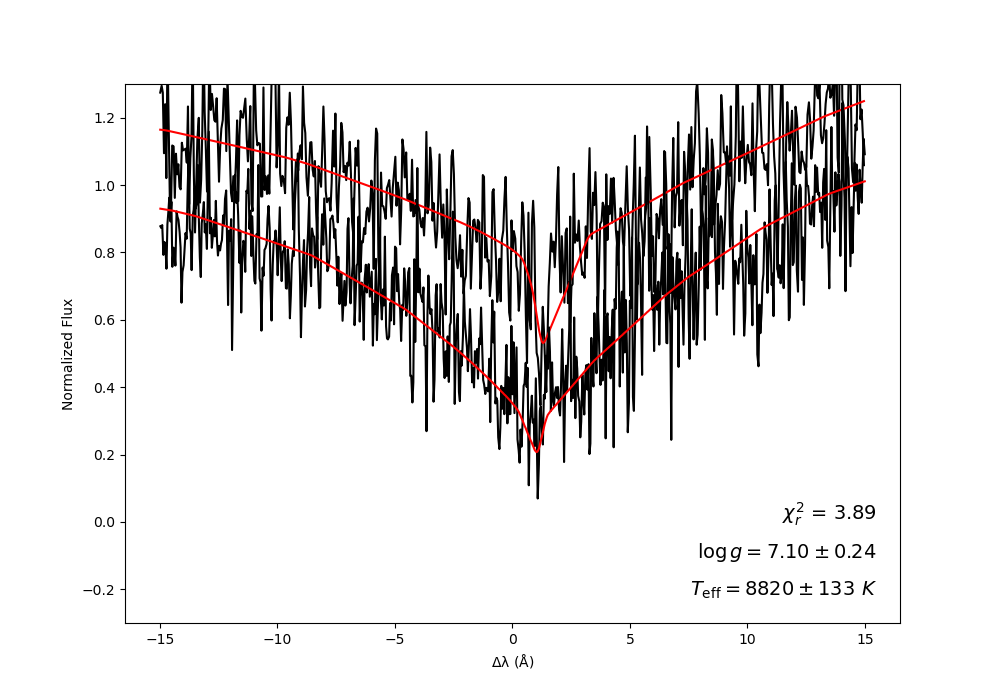 1.2
1.0
0.8
0.6
0.4
0.2
0.0
−0.2
Normalized Flux
χ²ᵣ = 3.89
log g = 7.10 ± 0.24
T_eff = 8820 ± 133 K
−15 −10 −5 0 5 10 15
Δλ (Å)